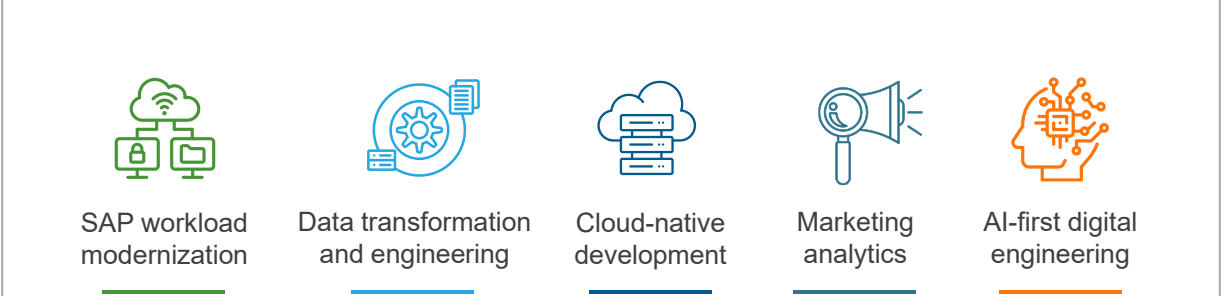 SAP workload
modernization
Data transformation
and engineering
Cloud-native
development
Marketing
analytics
AI-first digital
engineering